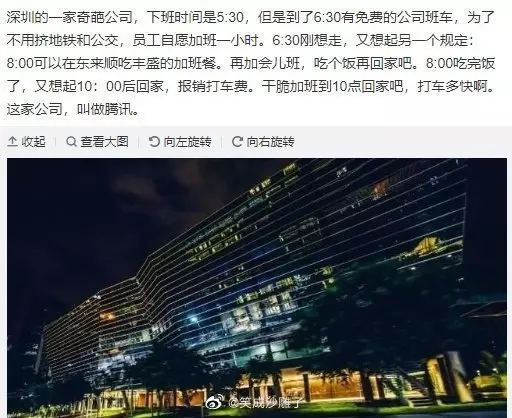 深圳的一家奇葩公司，下班时间是5:30，但是到了6:30有免费的公司班车，为了
不用挤地铁和公交，员工自愿加班一小时。6:30刚想走，又想起另一个规定：
8:00可以在东来顺吃丰盛的加班餐。再加会儿班，吃个饭再回家吧。8:00吃完饭
了，又想起10：00后回家，报销打车费。干脆加班到10点回家吧，打车多快啊。
这家公司，叫做腾讯。
收起 查看大图 向左旋转 向右旋转
@笑成沙雕了